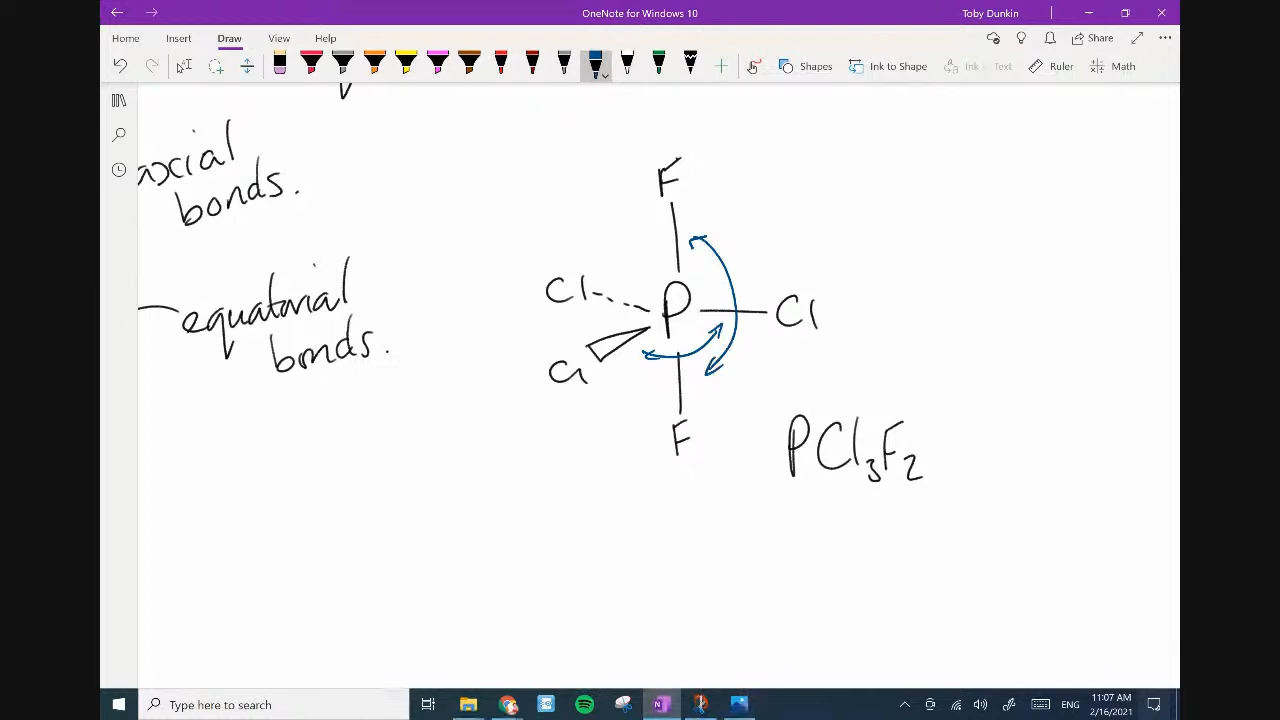 OneNote for Windows 10
Toby Dunkin
Home Insert Draw View Help
Share
Shapes Ink to Shape Ink to Text Ruler Math
axial
bonds.
equatorial
bonds.
F
Cl P Cl
Cl
F
PCl₃F₂
Type here to search
ENG
11:07 AM
2/16/2021